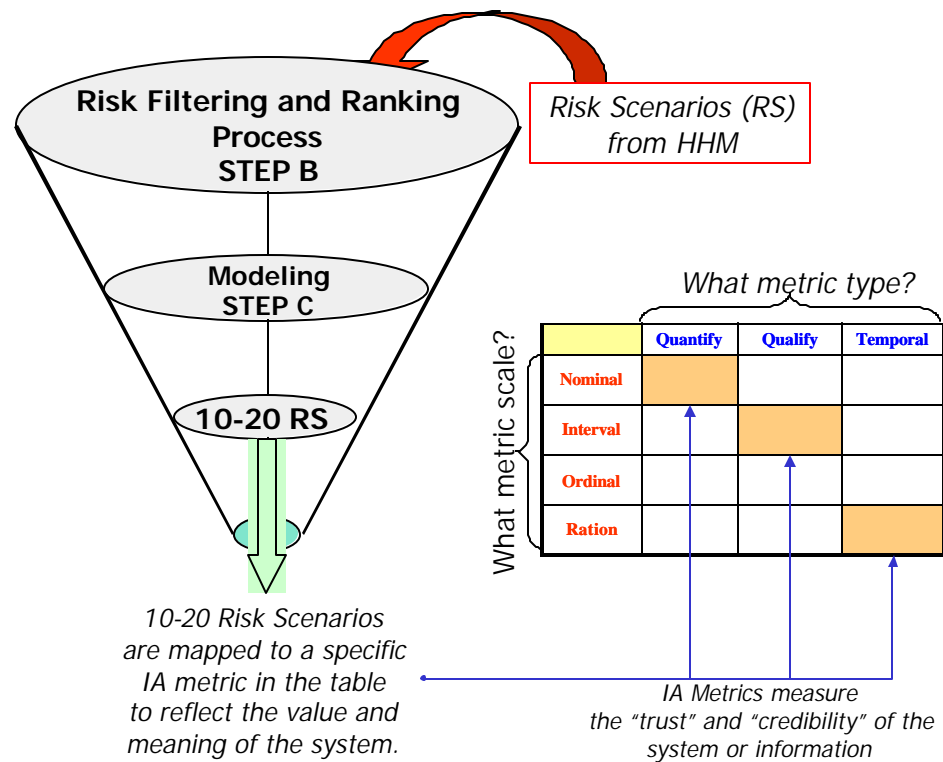 Risk Filtering and Ranking
Process
STEP B
Risk Scenarios (RS)
from HHM
Modeling
STEP C
10-20 RS
10-20 Risk Scenarios
are mapped to a specific
IA metric in the table
to reflect the value and
meaning of the system.
What metric type?
What metric scale?
Quantify Qualify Temporal
Nominal
Interval
Ordinal
Ration
IA Metrics measure
the “trust” and “credibility” of the
system or information